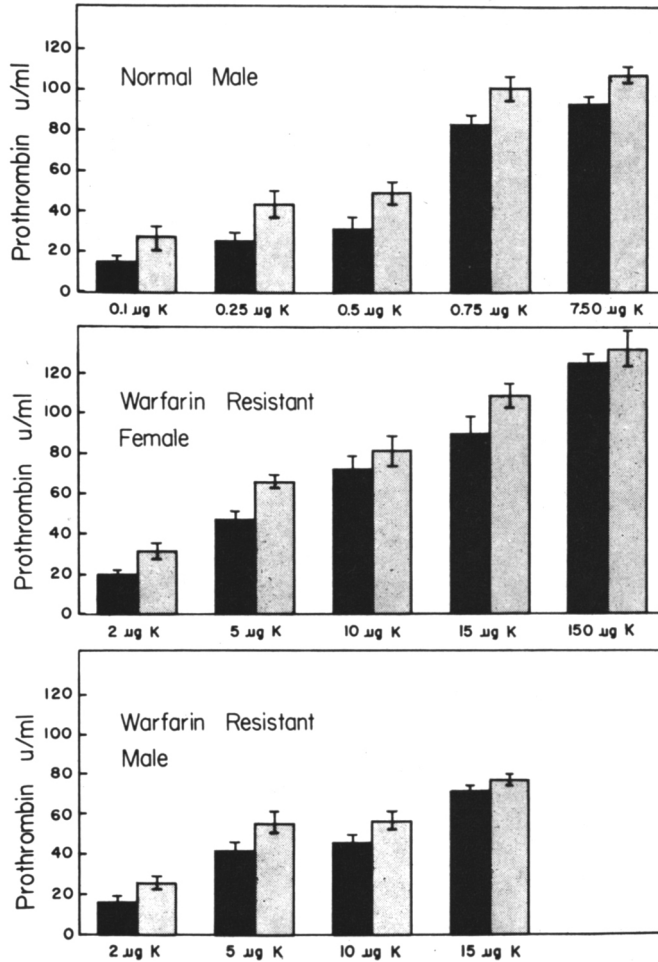 Prothrombin u/ml
120
100
80
60
40
20
0
Normal Male
0.1 µg K 0.25 µg K 0.5 µg K 0.75 µg K 7.50 µg K
Prothrombin u/ml
120
100
80
60
40
20
0
Warfarin Resistant
Female
2 µg K 5 µg K 10 µg K 15 µg K 150 µg K
Prothrombin u/ml
120
100
80
60
40
20
0
Warfarin Resistant
Male
2 µg K 5 µg K 10 µg K 15 µg K